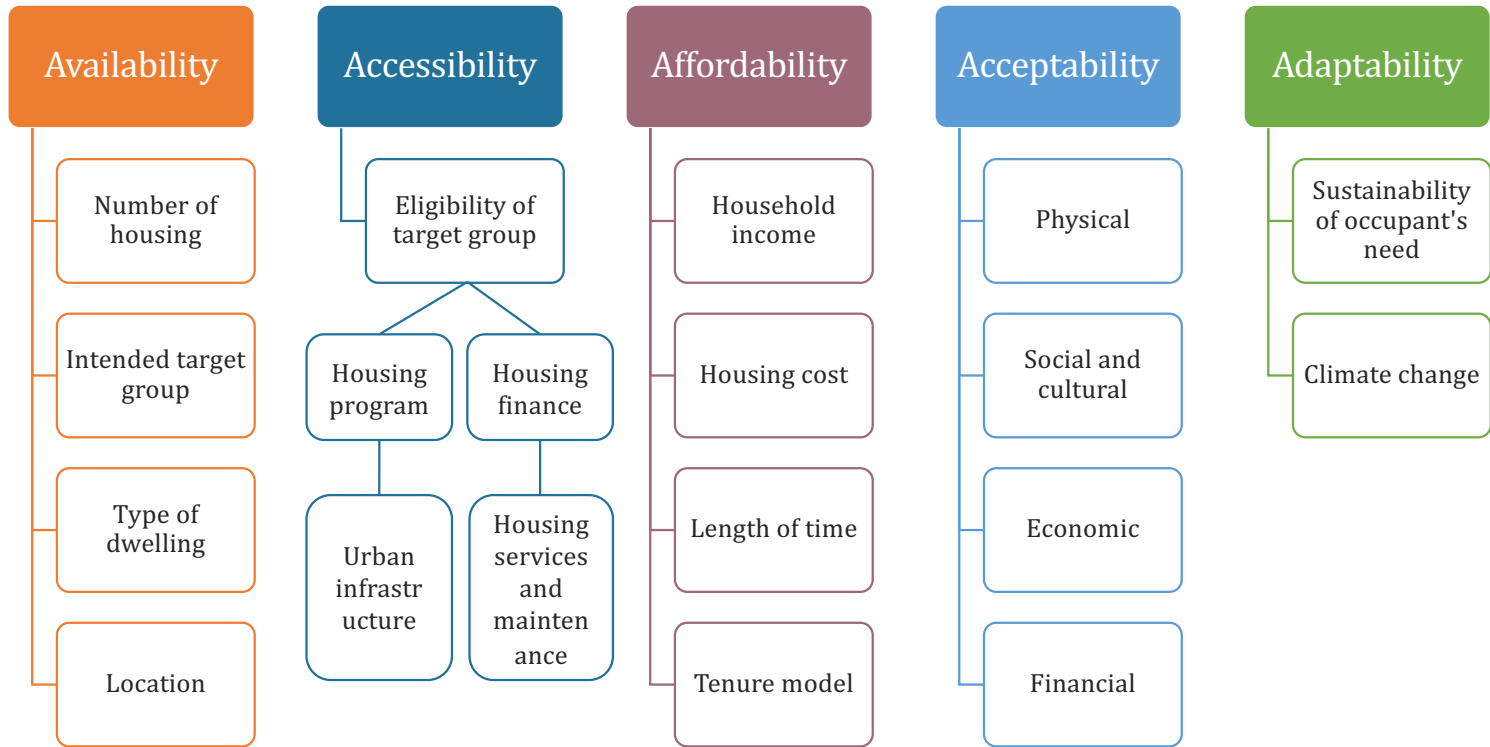 Availability
Number of
housing
Intended target
group
Type of
dwelling
Location
Accessibility
Eligibility of
target group
Housing
program
Housing
finance
Urban
infrastr
ucture
Housing
services
and
mainten
ance
Affordability
Household
income
Housing cost
Length of time
Tenure model
Acceptability
Physical
Social and
cultural
Economic
Financial
Adaptability
Sustainability
of occupant's
need
Climate change